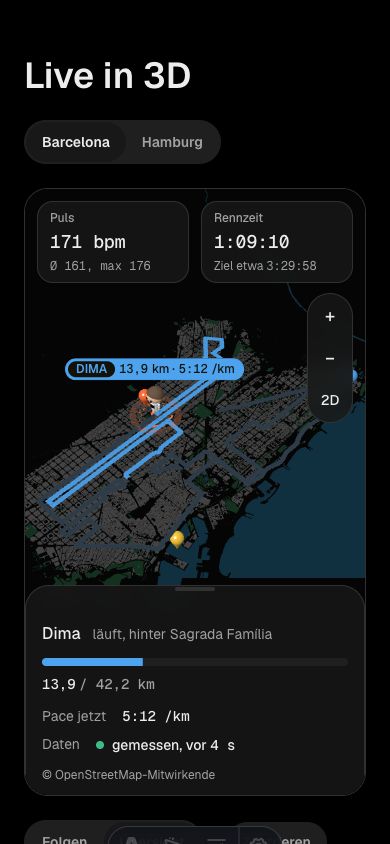 Live in 3D
Barcelona Hamburg
Puls
171 bpm
Ø 161, max 176
Rennzeit
1:09:10
Ziel etwa 3:29:58
+
−
2D
DIMA 13,9 km · 5:12 /km
Dima läuft, hinter Sagrada Família
13,9 / 42,2 km
Pace jetzt 5:12 /km
Daten gemessen, vor 4 s
© OpenStreetMap-Mitwirkende
Folgen